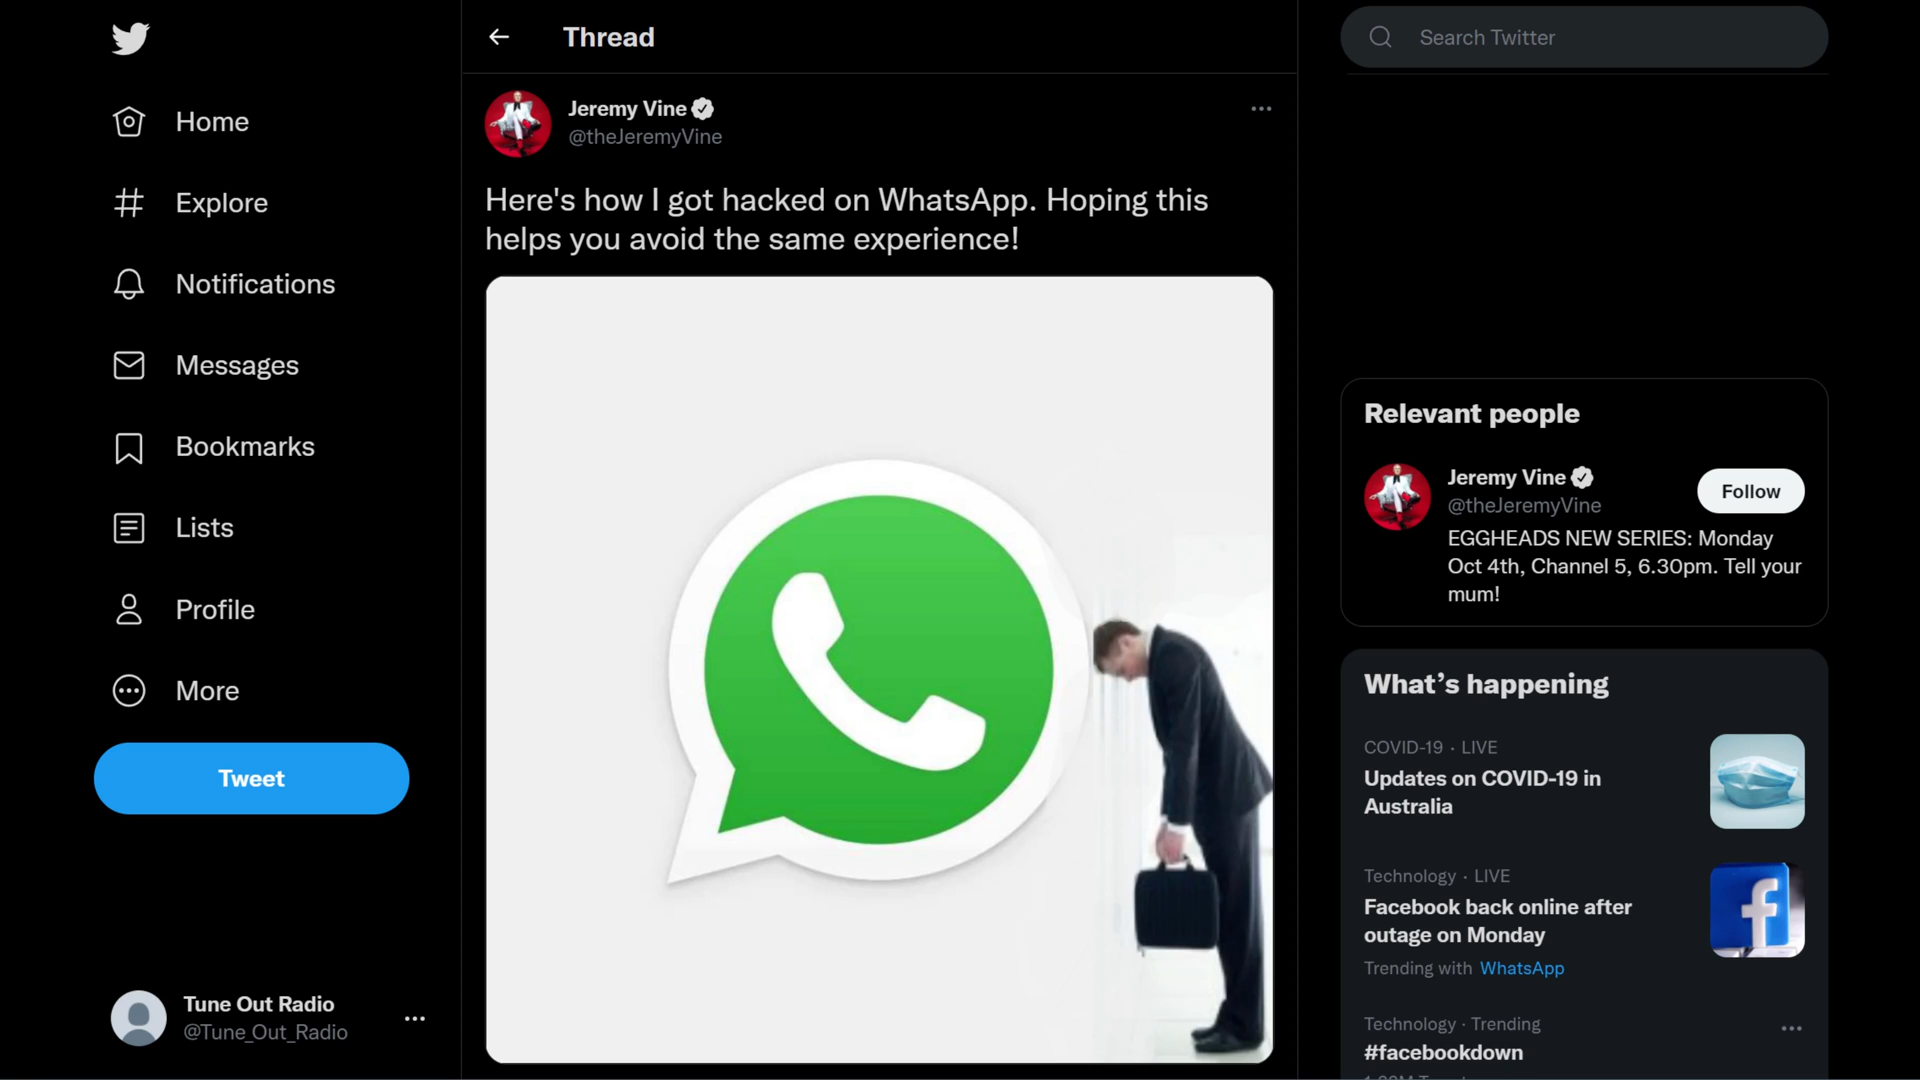 Home
Explore
Notifications
Messages
Bookmarks
Lists
Profile
More
Tweet
Tune Out Radio
@Tune_Out_Radio
Thread
Jeremy Vine
@theJeremyVine
Here's how I got hacked on WhatsApp. Hoping this
helps you avoid the same experience!
Search Twitter
Relevant people
Jeremy Vine
@theJeremyVine
Follow
EGGHEADS NEW SERIES: Monday
Oct 4th, Channel 5, 6.30pm. Tell your
mum!
What's happening
COVID-19 · LIVE
Updates on COVID-19 in
Australia
Technology · LIVE
Facebook back online after
outage on Monday
Trending with WhatsApp
Technology · Trending
#facebookdown